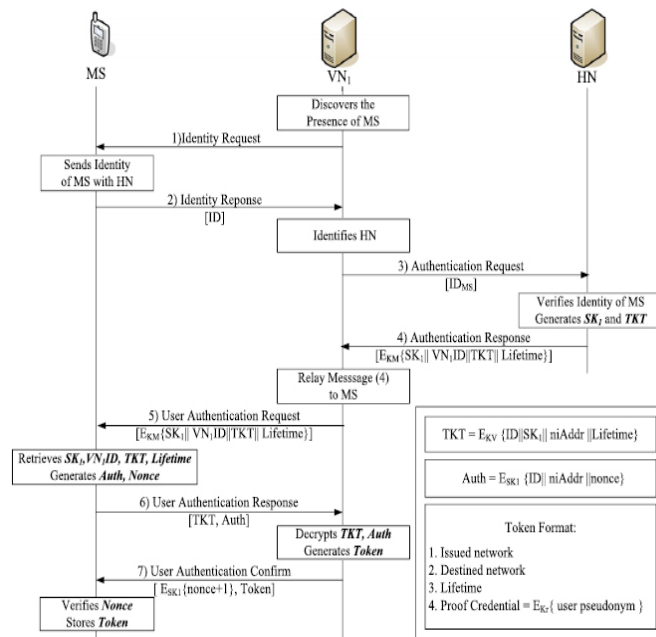 MS
VN1
HN
Discovers the
Presence of MS
1)Identity Request
Sends Identity
of MS with HN
2) Identity Reponse
[ID]
Identifies HN
3) Authentication Request
[IDMS]
Verifies Identity of MS
Generates SK1 and TKT
4) Authentication Response
[EKM{SK1|| VN1ID||TKT|| Lifetime}]
Relay Messsage (4)
to MS
5) User Authentication Request
[EKM{SK1|| VN1ID||TKT|| Lifetime}]
Retrieves SK1,VN1ID, TKT, Lifetime
Generates Auth, Nonce
6) User Authentication Response
[TKT, Auth]
Decrypts TKT, Auth
Generates Token
7) User Authentication Confirm
[ ESK1{nonce+1}, Token]
Verifies Nonce
Stores Token
TKT = EKV {ID||SK1|| niAddr ||Lifetime}
Auth = ESK1 {ID|| niAddr ||nonce}
Token Format:
1. Issued network
2. Destined network
3. Lifetime
4. Proof Credential = EKr{ user pseudonym }